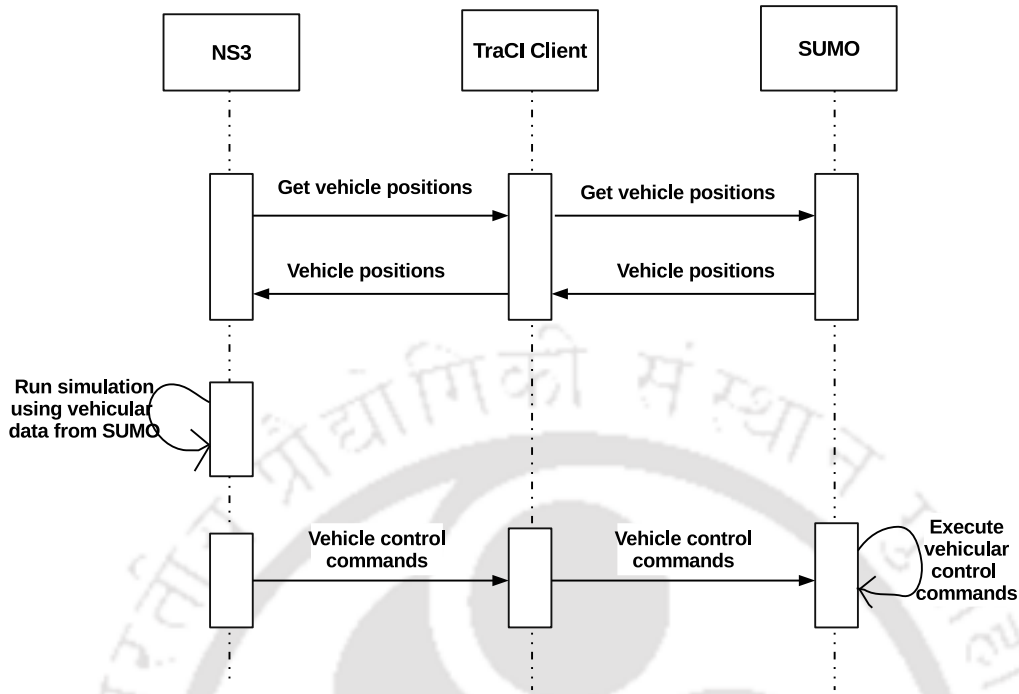 NS3
TraCI Client
SUMO
Get vehicle positions
Get vehicle positions
Vehicle positions
Vehicle positions
Run simulation
using vehicular
data from SUMO
Vehicle control
commands
Vehicle control
commands
Execute
vehicular
control
commands
प्रौद्योगिकी संस्थान